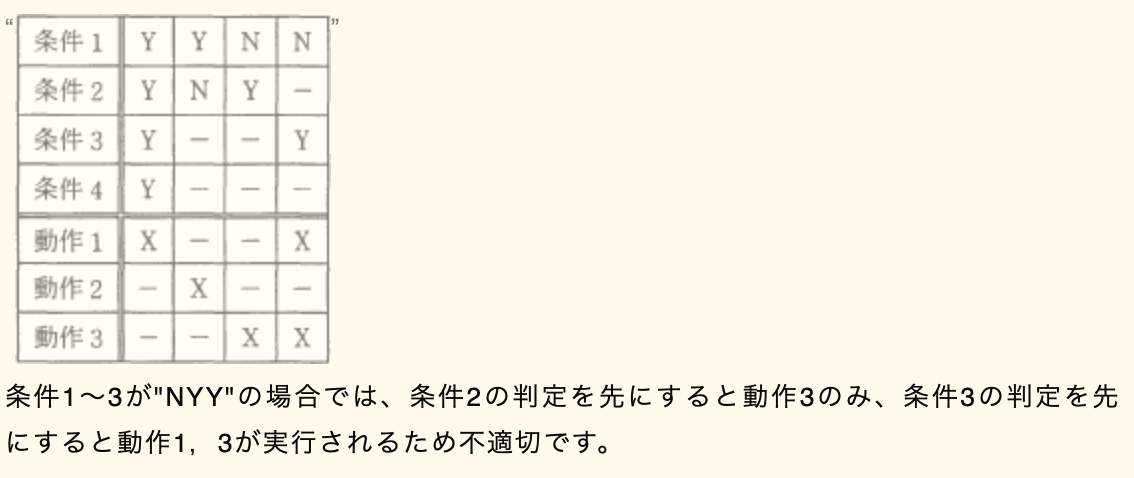 “ 条件1 Y Y N N ”
条件2 Y N Y －
条件3 Y － － Y
条件4 Y － － －
動作1 X － － X
動作2 － X － －
動作3 － － X X
条件1〜3が"NYY"の場合では、条件2の判定を先にすると動作3のみ、条件3の判定を先
にすると動作1，3が実行されるため不適切です。